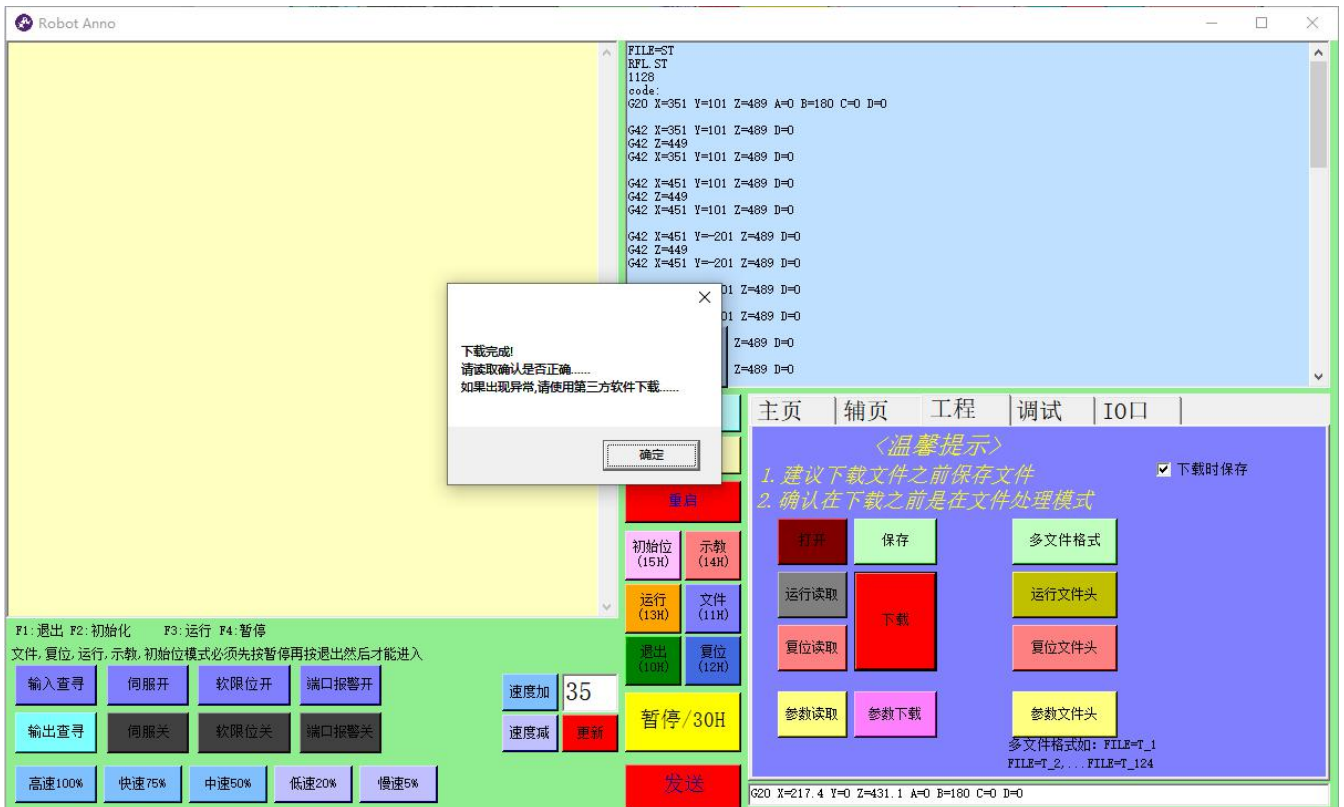 Robot Anno
FILE=ST
RFL.ST
1128
code:
G20 X=351 Y=101 Z=489 A=0 B=180 C=0 D=0
G42 X=351 Y=101 Z=489 D=0
G42 Z=449
G42 X=351 Y=101 Z=489 D=0
G42 X=451 Y=101 Z=489 D=0
G42 Z=449
G42 X=451 Y=101 Z=489 D=0
G42 X=451 Y=-201 Z=489 D=0
G42 Z=449
G42 X=451 Y=-201 Z=489 D=0
01 Z=489 D=0
01 Z=489 D=0
Z=489 D=0
Z=489 D=0
下载完成!
请读取确认是否正确......
如果出现异常,请使用第三方软件下载......
确定
主页 辅页 工程 调试 IO口
<温馨提示>
1.建议下载文件之前保存文件
2.确认在下载之前是在文件处理模式
下载时保存
重启
初始位(15H) 示教(14H)
运行(13H) 文件(11H)
退出(10H) 复位(12H)
暂停/30H
发送
打开 保存 多文件格式
运行读取 下载 运行文件头
复位读取 复位文件头
参数读取 参数下载 参数文件头
多文件格式如: FILE=T_1
FILE=T_2,...FILE=T_124
G20 X=217.4 Y=0 Z=431.1 A=0 B=180 C=0 D=0
F1:退出 F2:初始化 F3:运行 F4:暂停
文件,复位,运行,示教,初始位模式必须先按暂停再按退出然后才能进入
输入查寻 伺服开 软限位开 端口报警开 速度加 35
输出查寻 伺服关 软限位关 端口报警关 速度减 更新
高速100% 快速75% 中速50% 低速20% 慢速5%